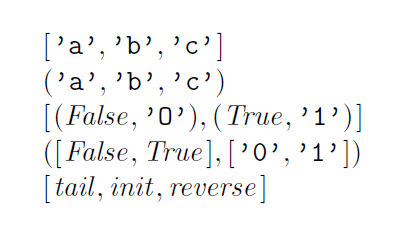 [’a’, ’b’, ’c’]
(’a’, ’b’, ’c’)
[(False, ’0’), (True, ’1’)]
([False, True], [’0’, ’1’])
[tail, init, reverse]